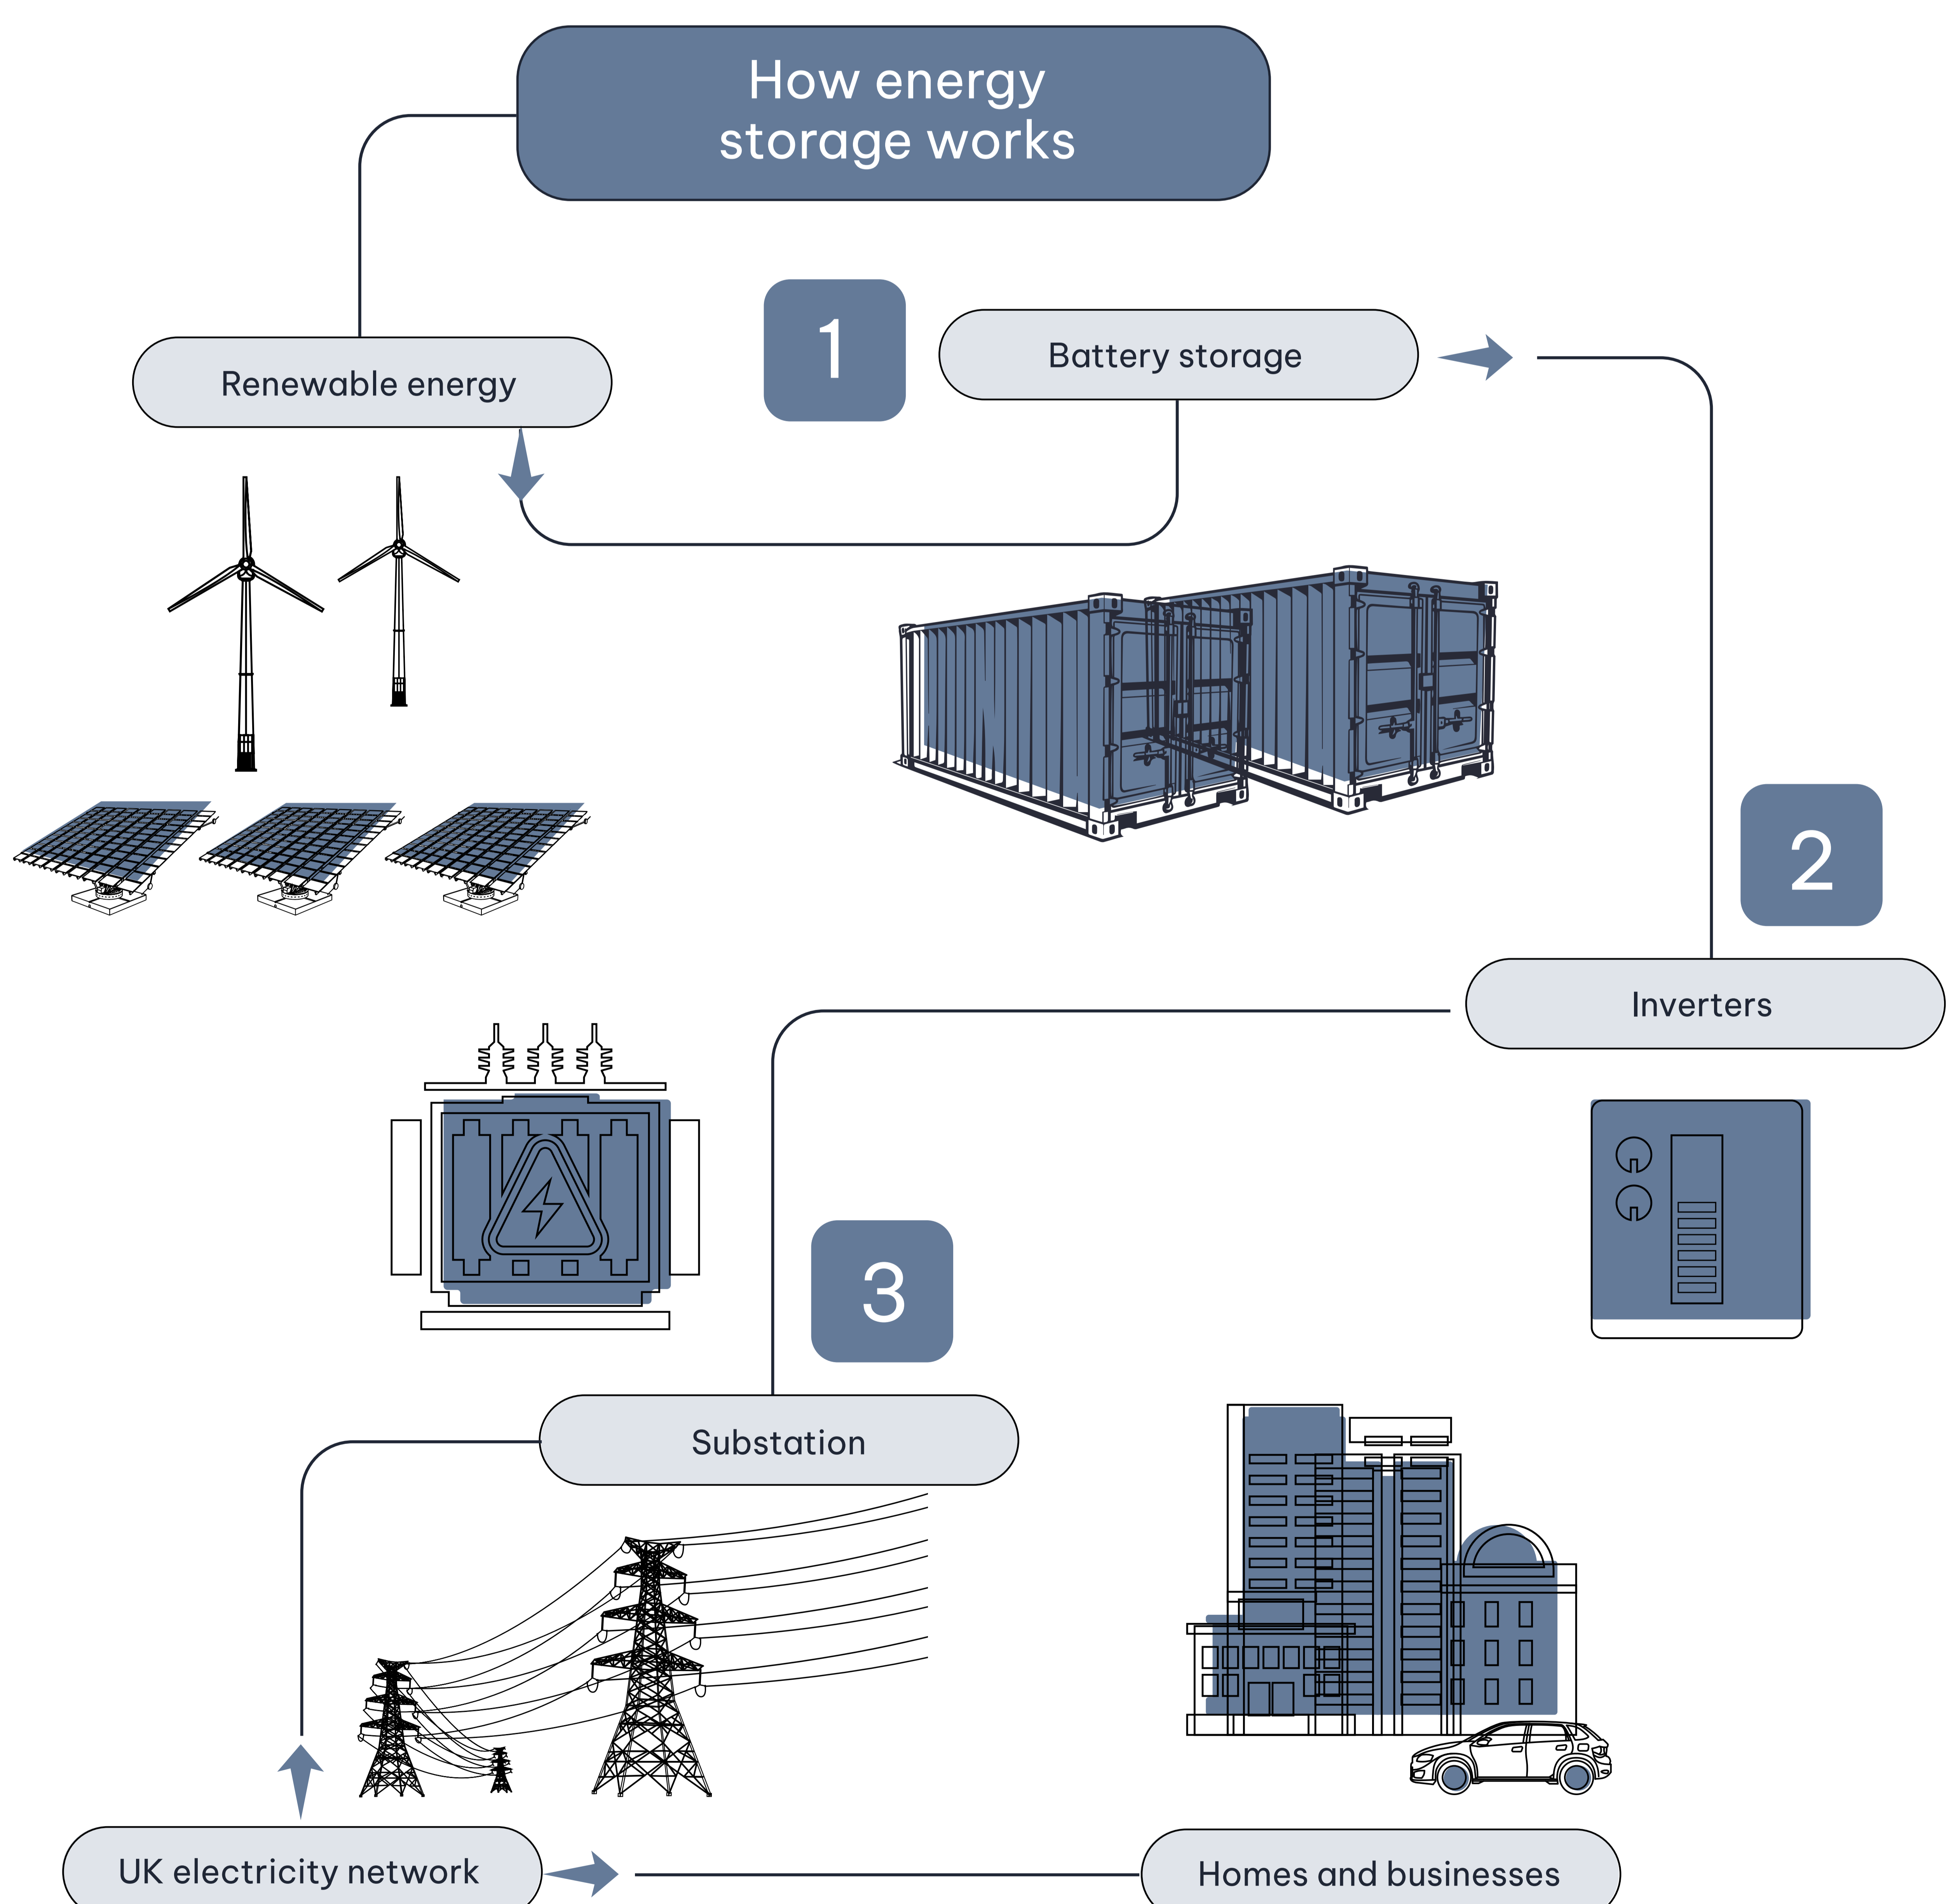 How energy
storage works
1
Battery storage
Renewable energy
2
Inverters
3
Substation
UK electricity network
Homes and businesses